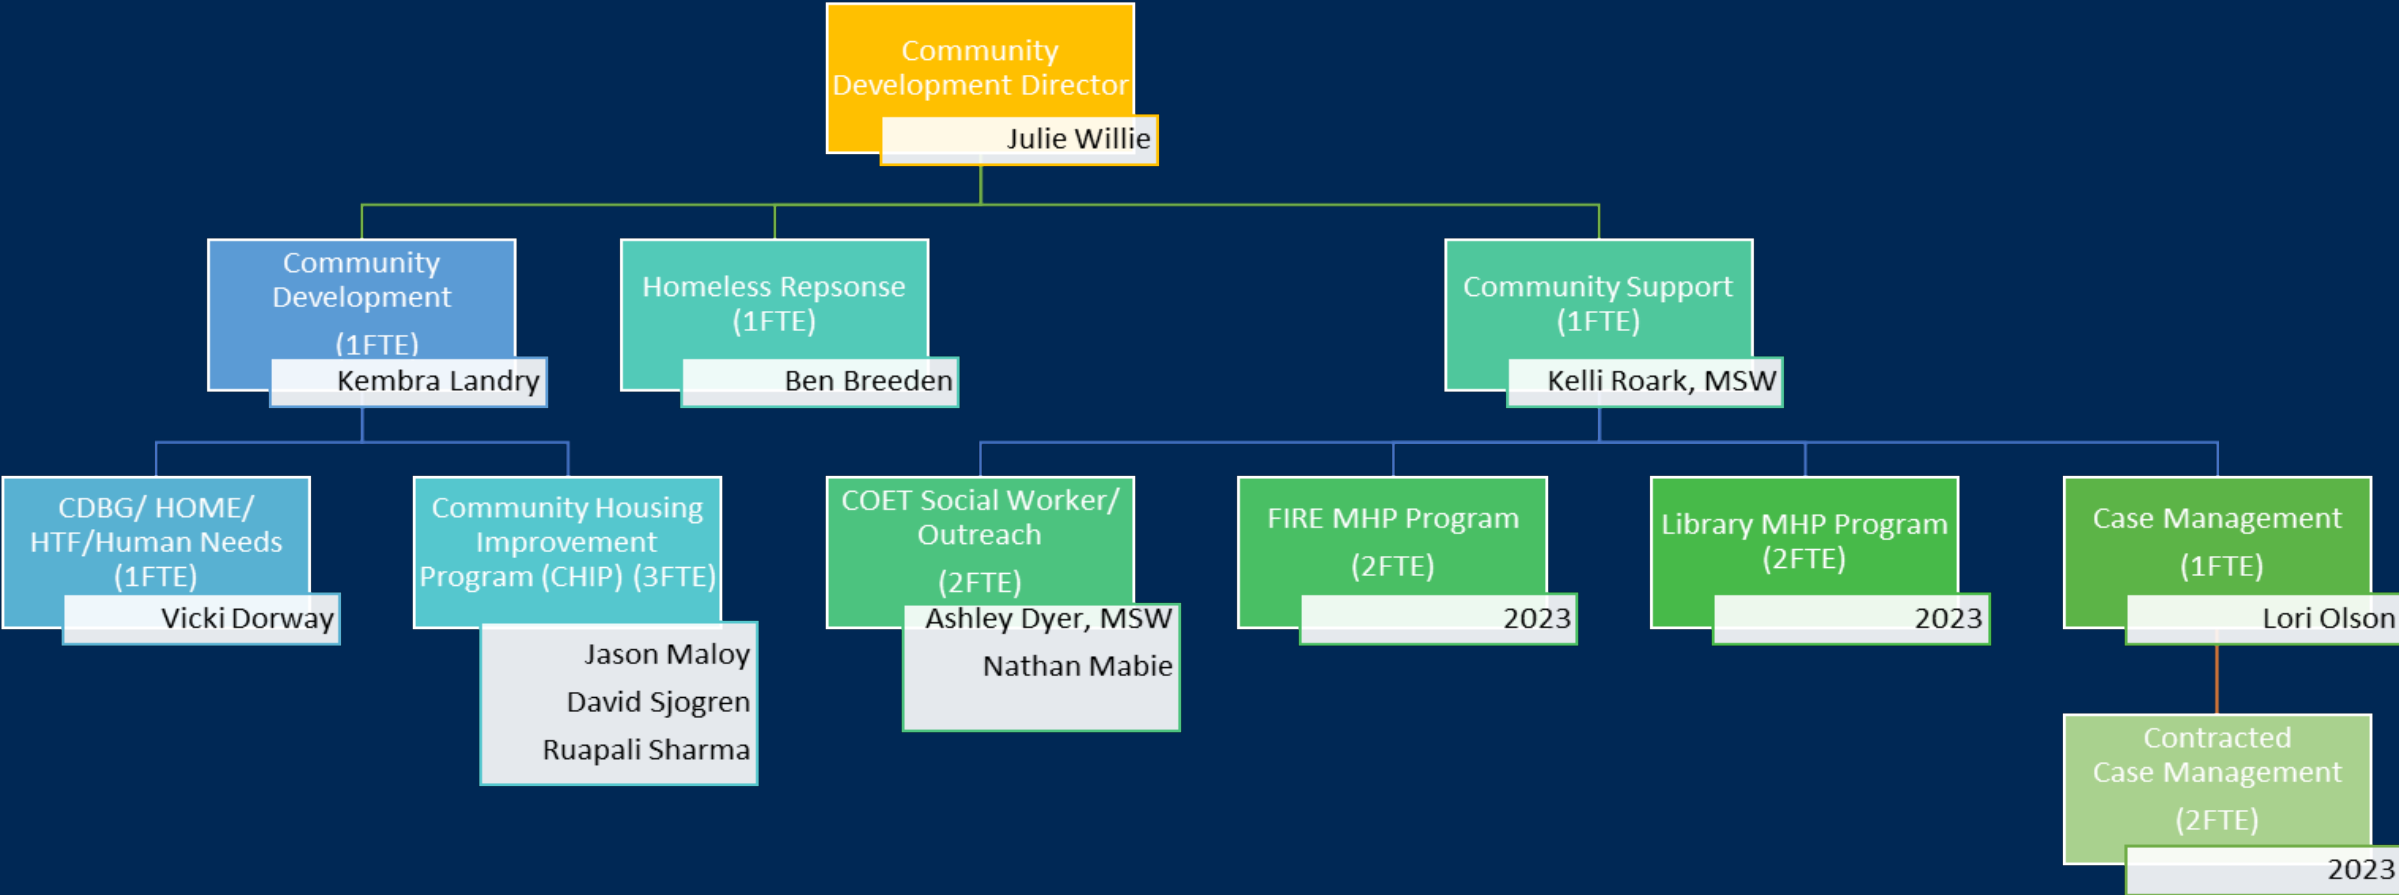 Community
Development Director
Julie Willie
Community
Development
(1FTE)
Kembra Landry
Homeless Repsonse
(1FTE)
Ben Breeden
Community Support
(1FTE)
Kelli Roark, MSW
CDBG/ HOME/
HTF/Human Needs
(1FTE)
Vicki Dorway
Community Housing
Improvement
Program (CHIP) (3FTE)
Jason Maloy
David Sjogren
Ruapali Sharma
COET Social Worker/
Outreach
(2FTE)
Ashley Dyer, MSW
Nathan Mabie
FIRE MHP Program
(2FTE)
2023
Library MHP Program
(2FTE)
2023
Case Management
(1FTE)
Lori Olson
Contracted
Case Management
(2FTE)
2023